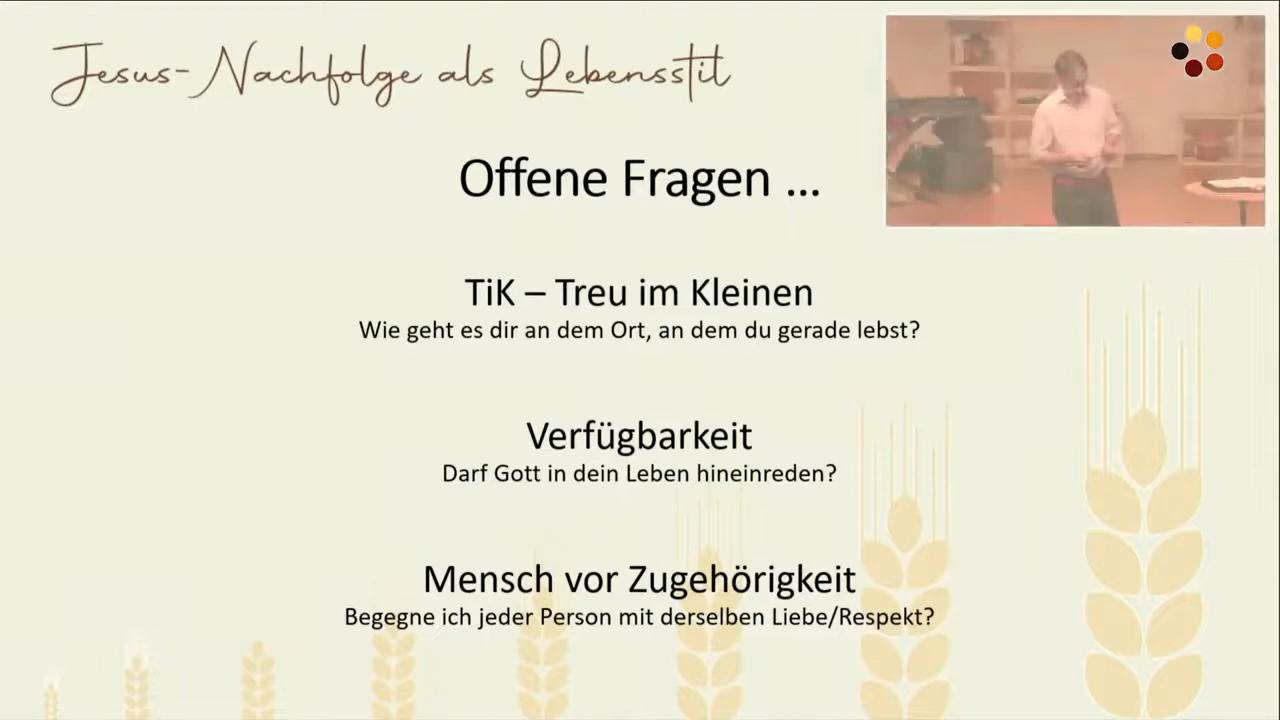 Jesus-Nachfolge als Lebensstil
Offene Fragen ...
TiK – Treu im Kleinen
Wie geht es dir an dem Ort, an dem du gerade lebst?
Verfügbarkeit
Darf Gott in dein Leben hineinreden?
Mensch vor Zugehörigkeit
Begegne ich jeder Person mit derselben Liebe/Respekt?